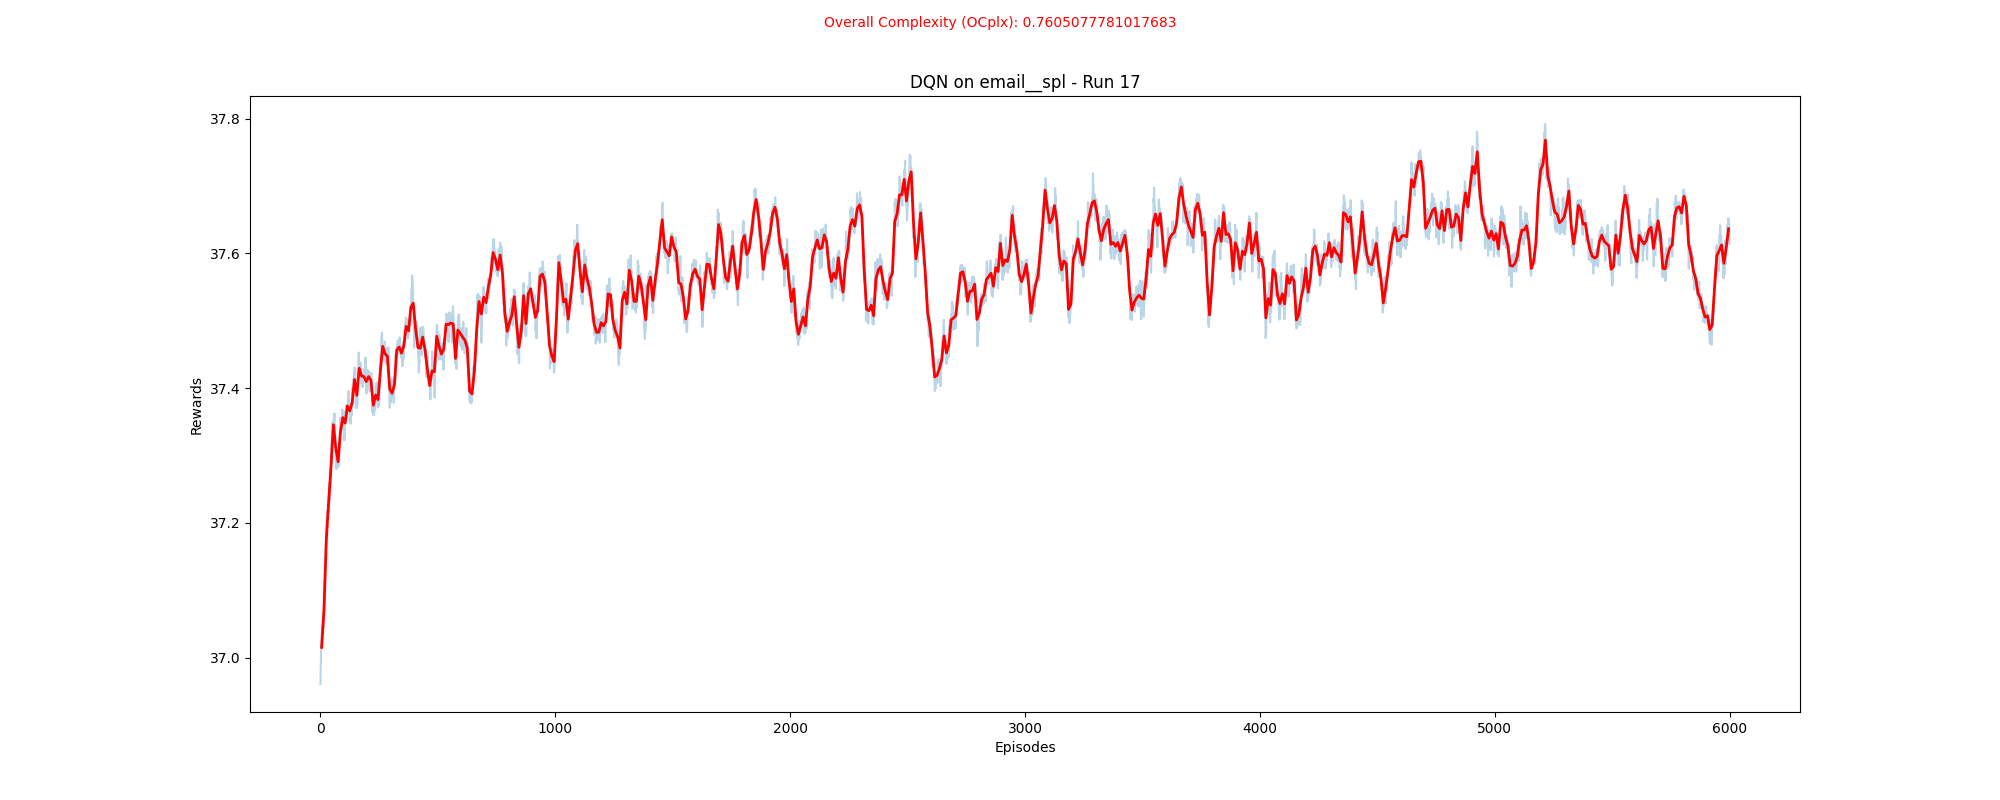 Overall Complexity (OCplx): 0.7605077781017683
DQN on email__spl - Run 17
37.8
37.6
37.4
37.2
37.0
Rewards
0 1000 2000 3000 4000 5000 6000
Episodes